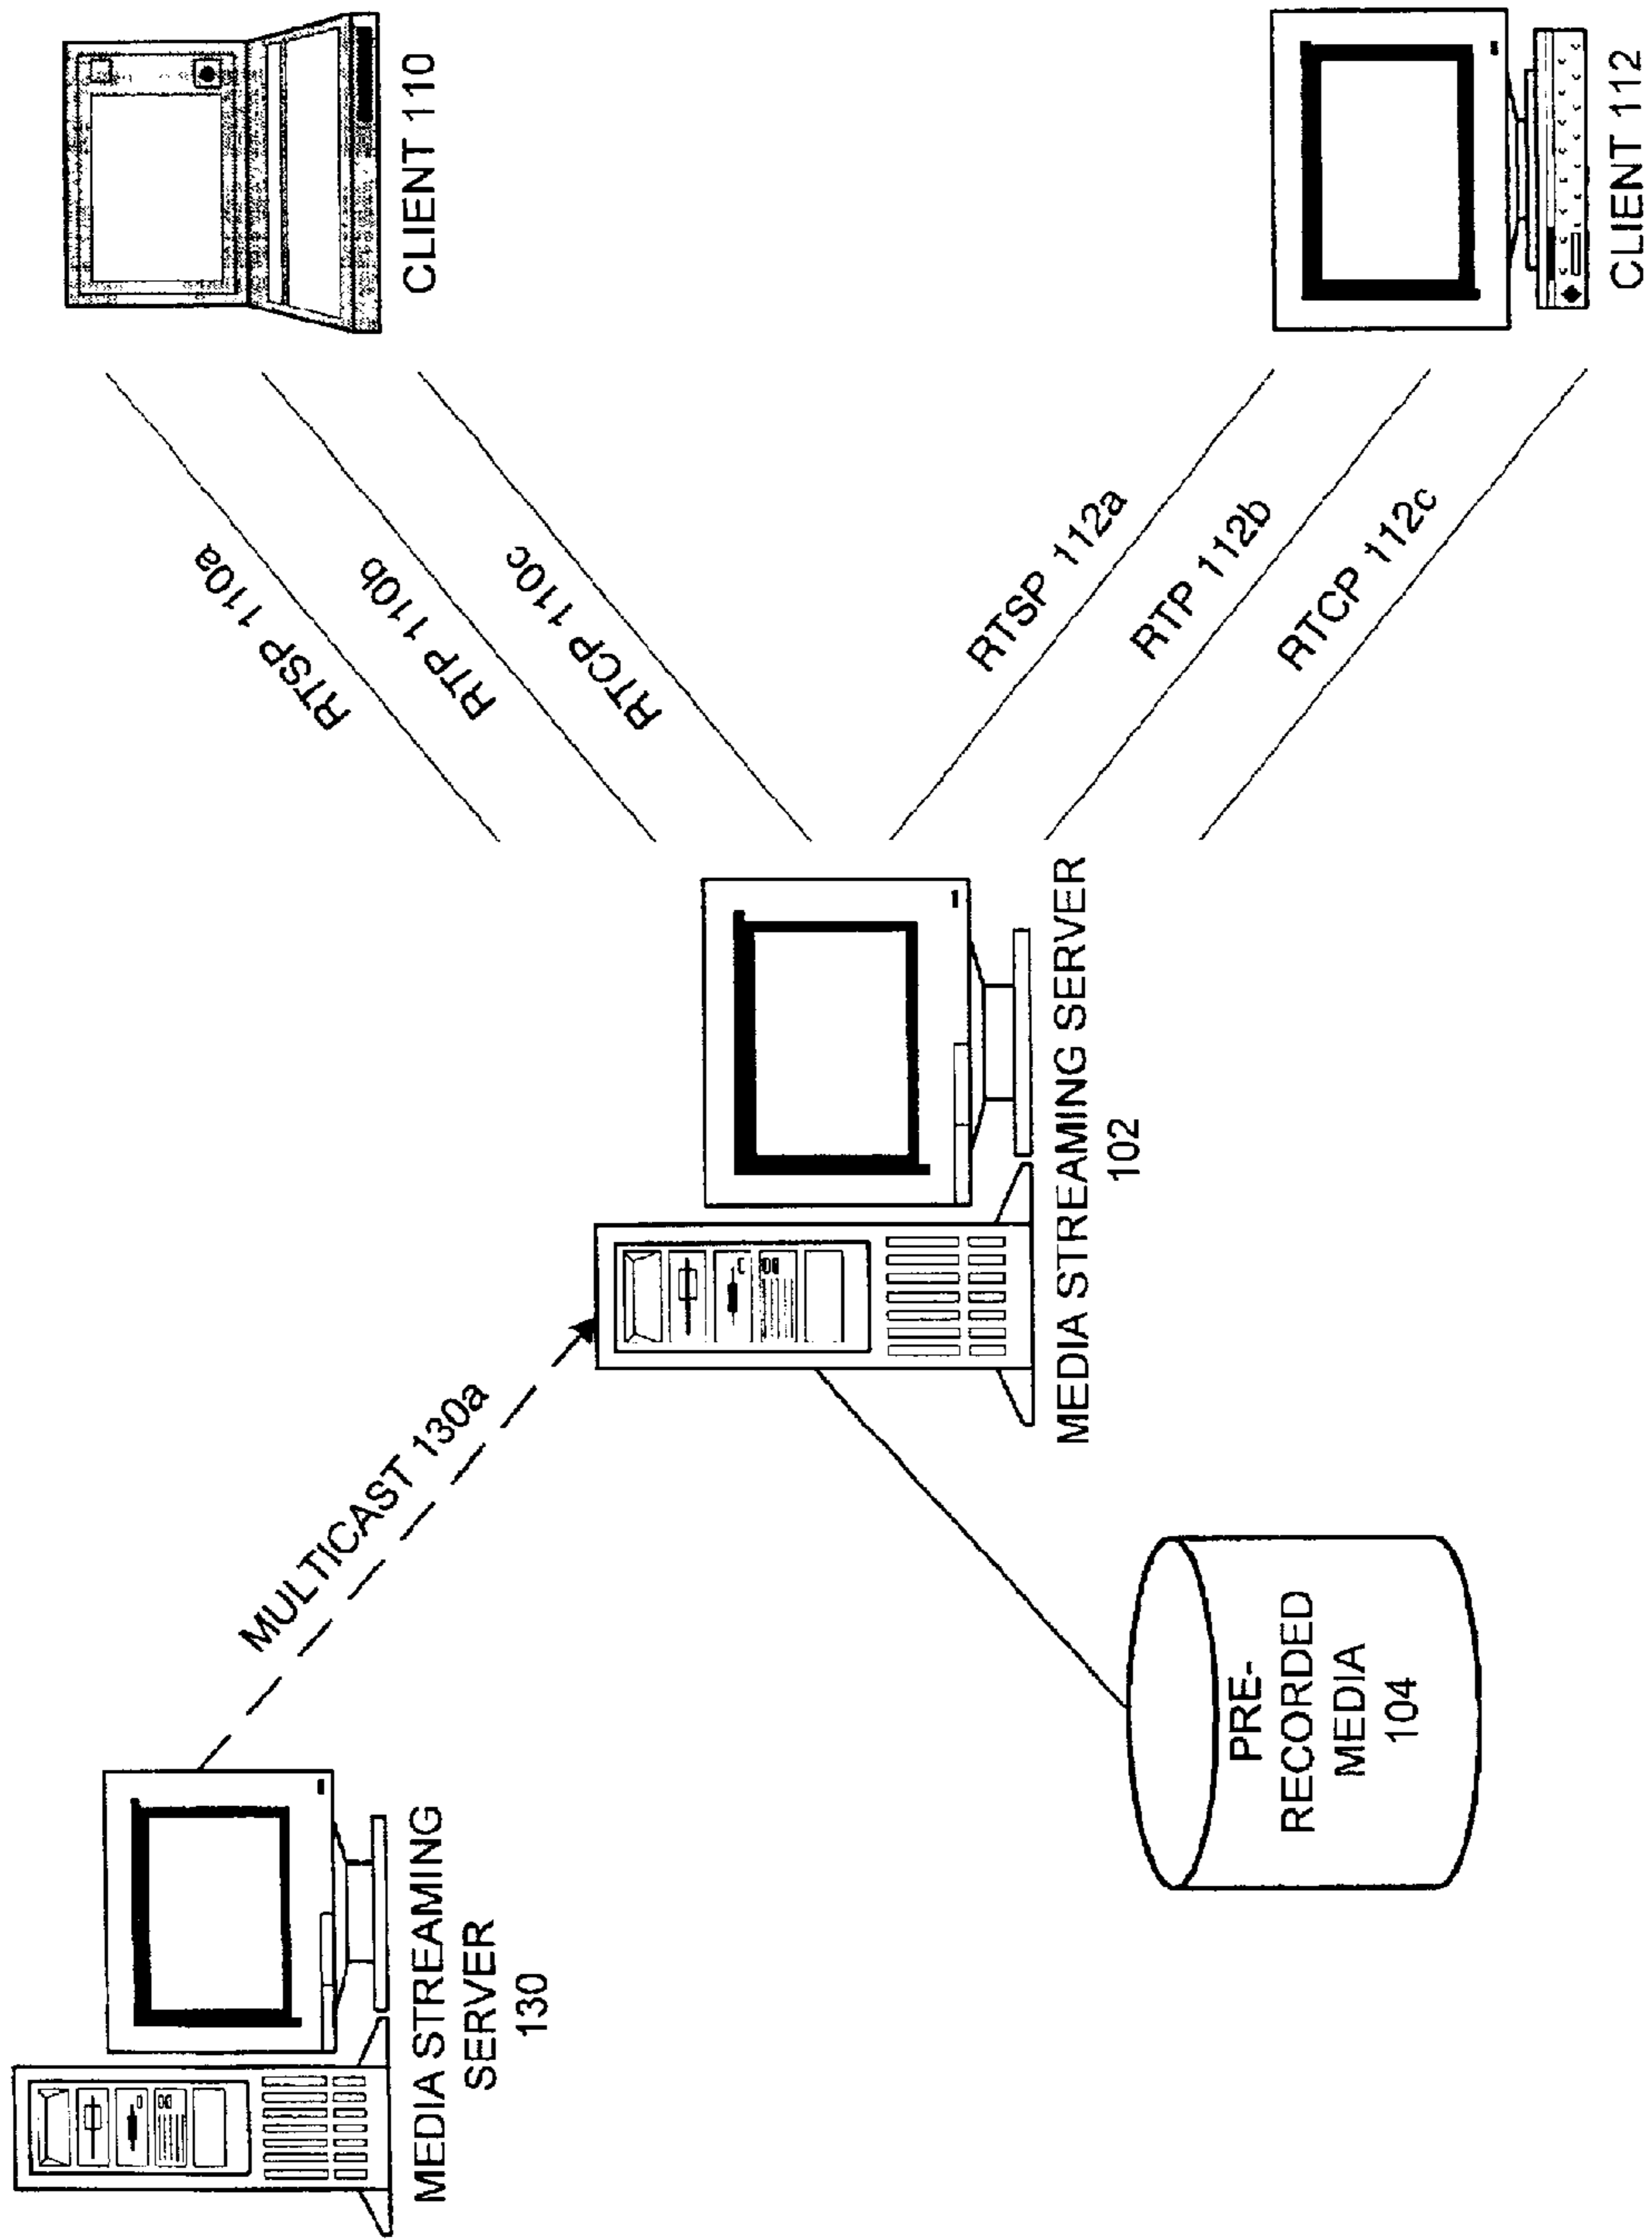 MEDIA STREAMING
SERVER
130
MULTICAST 130a
PRE-
RECORDED
MEDIA
104
MEDIA STREAMING SERVER
102
RTSP 110a
RTP 110b
RTCP 110c
RTSP 112a
RTP 112b
RTCP 112c
CLIENT 110
CLIENT 112